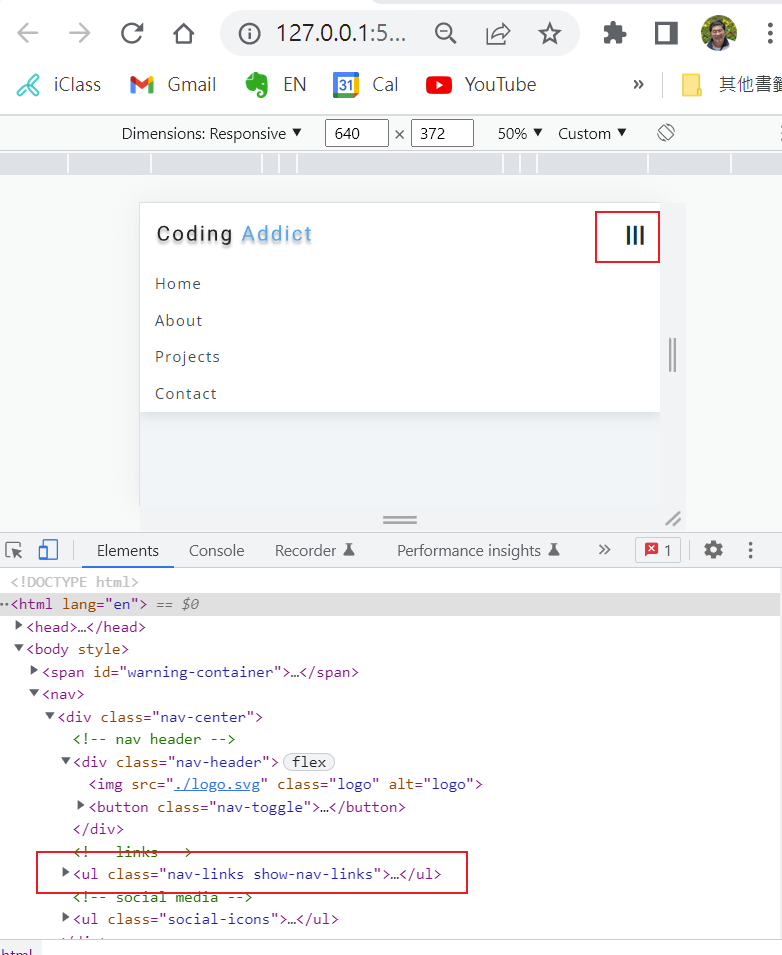 127.0.0.1:5...
iClass Gmail EN 31 Cal YouTube » 其他書籤
Dimensions: Responsive ▼ 640 × 372 50% ▼ Custom ▼
Coding Addict
Home
About
Projects
Contact
Elements Console Recorder Performance insights » 1
<!DOCTYPE html>
<html lang="en"> == $0
<head>…</head>
<body style>
<span id="warning-container">…</span>
<nav>
<div class="nav-center">
<!-- nav header -->
<div class="nav-header"> flex
<img src="./logo.svg" class="logo" alt="logo">
<button class="nav-toggle">…</button>
</div>
<!-- links -->
<ul class="nav-links show-nav-links">…</ul>
<!-- social media -->
<ul class="social-icons">…</ul>
</div>
html